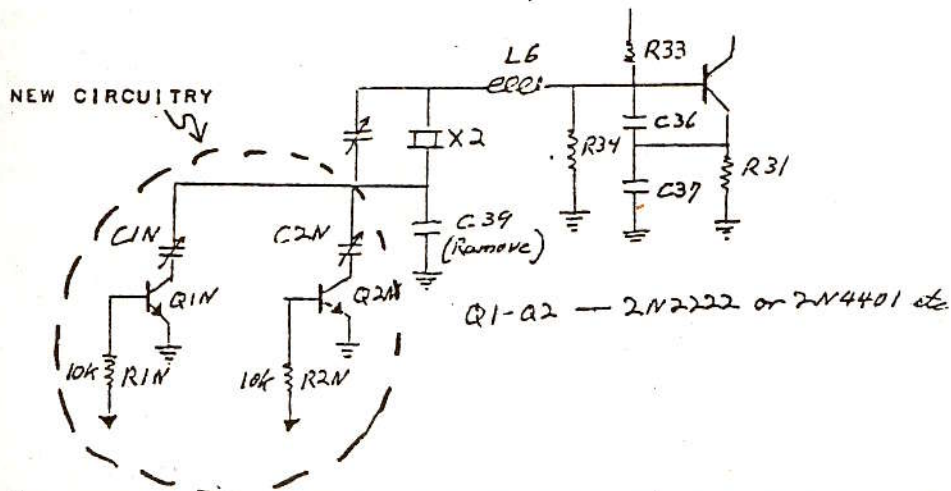 L6
R33
NEW CIRCUITRY
X2
C36
R34
R31
C37
C1N
C2N
C39
(Remove)
Q1N
Q2N
Q1-Q2 — 2N2222 or 2N4401 etc.
10K R1N
10K R2N